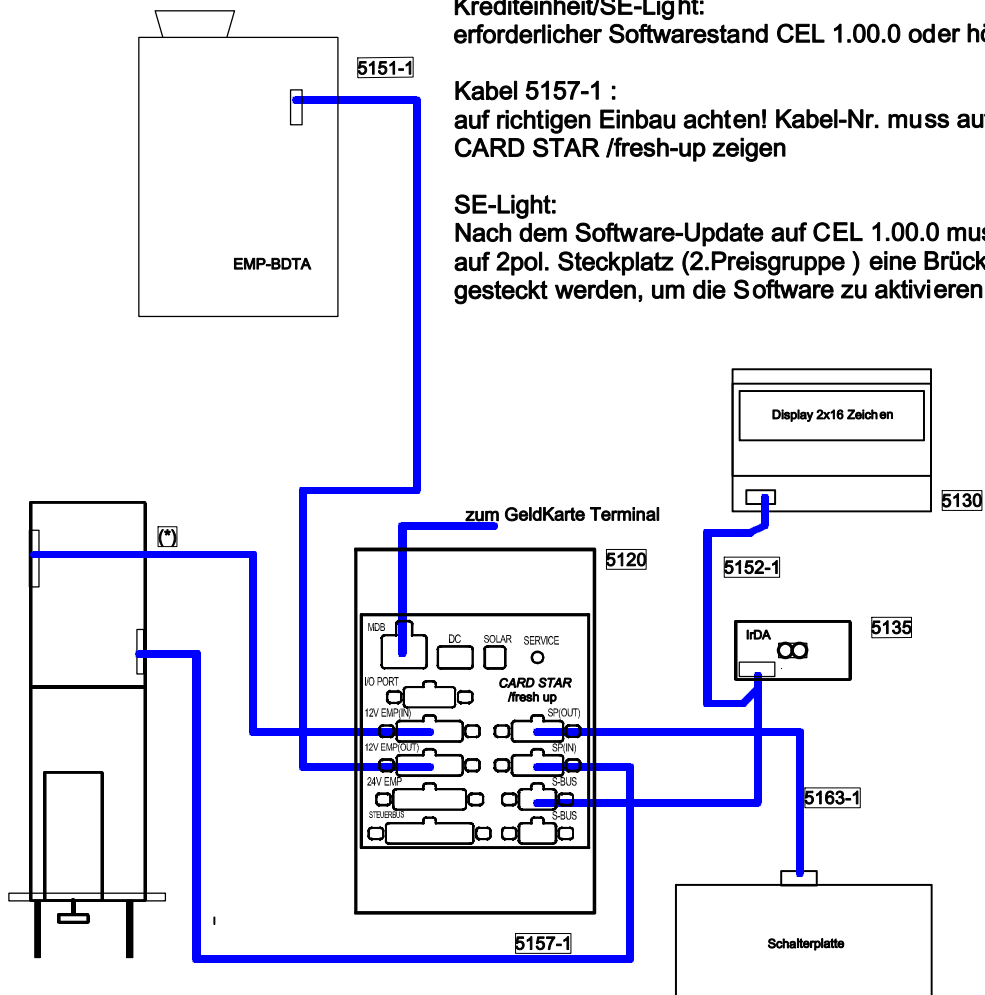 Krediteinheit/SE-Light:
erforderlicher Softwarestand CEL 1.00.0 oder
5151-1
Kabel 5157-1 :
auf richtigen Einbau achten! Kabel-Nr. muss
CARD STAR /fresh-up zeigen
SE-Light:
Nach dem Software-Update auf CEL 1.00.0
auf 2pol. Steckplatz (2.Preisgruppe ) eine
gesteckt werden, um die Software zu aktivieren
EMP-BDTA
Display 2x16 Zeichen
5130
(*)
zum GeldKarte Terminal
5120
5152-1
IrDA
5135
MDB
DC
SOLAR
SERVICE
I/O PORT
CARD STAR
/fresh up
12V EMP(IN)
SP(OUT)
12V EMP(OUT)
SP(IN)
24V EMP
S-BUS
STEUERBUS
S-BUS
5163-1
5157-1
Schalterplatte